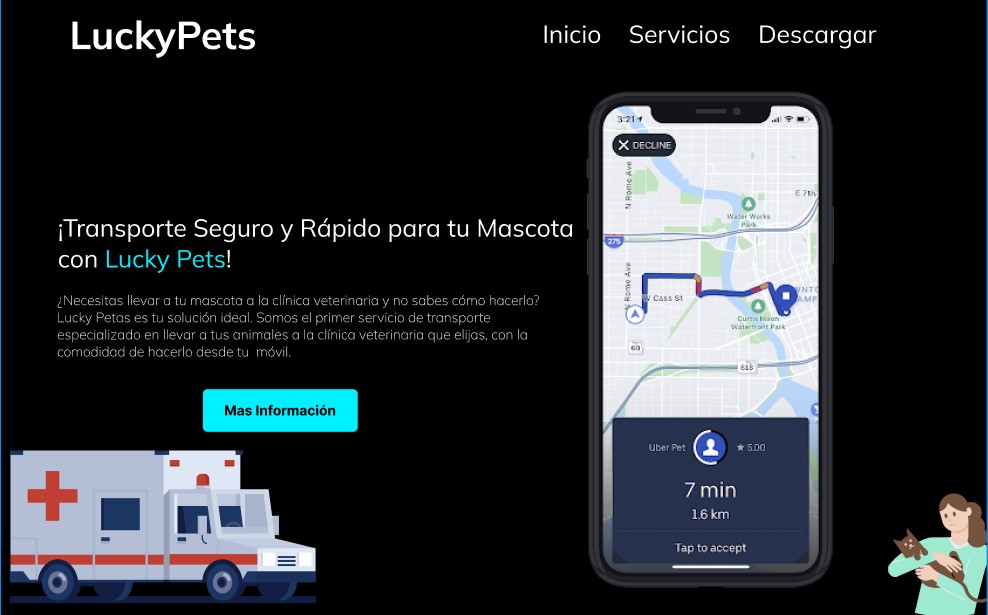 LuckyPets
Inicio Servicios Descargar
¡Transporte Seguro y Rápido para tu Mascota
con Lucky Pets!
¿Necesitas llevar a tu mascota a la clínica veterinaria y no sabes cómo hacerlo?
Lucky Petas es tu solución ideal. Somos el primer servicio de transporte
especializado en llevar a tus animales a la clínica veterinaria que elijas, con la
comodidad de hacerlo desde tu móvil.
Mas Información
3:21
DECLINE
N Rome Ave
E 7th
Water Works
Park
275
N Rome Ave
W Cass St
Curtis Hixon
Waterfront Park
60
618
Uber Pet
5.00
7 min
1.6 km
Tap to accept